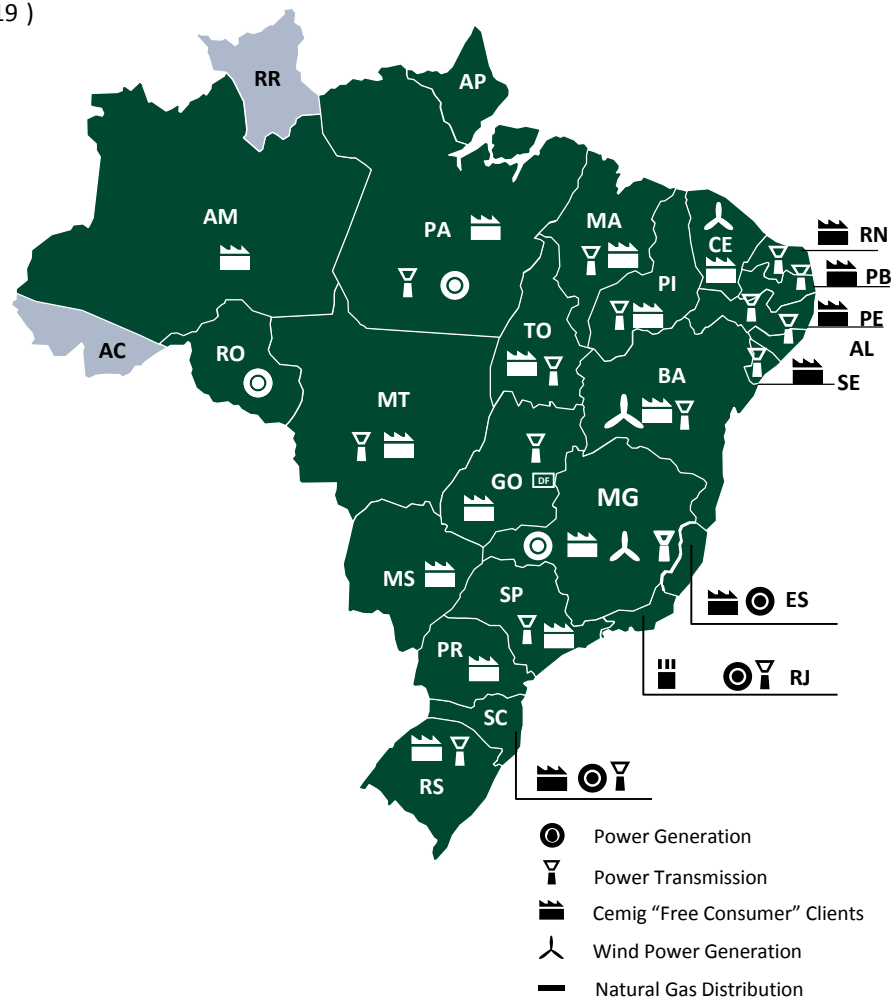 19 )
RR
AP
AM
PA
MA
CE
RN
PI
PB
PE
AL
SE
TO
AC
RO
BA
MT
GO
DF
MG
MS
SP
ES
PR
RJ
SC
RS
Power Generation
Power Transmission
Cemig “Free Consumer” Clients
Wind Power Generation
Natural Gas Distribution